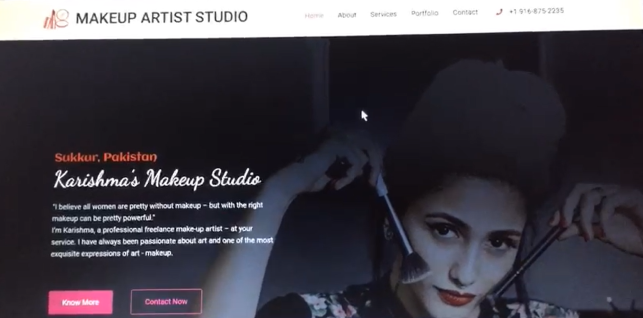 MAKEUP ARTIST STUDIO
Home About Services Portfolio Contact +1 916-875-2235
Sukkur, Pakistan
Karishma's Makeup Studio
"I believe all women are pretty without makeup – but with the right
makeup can be pretty powerful."
I'm Karishma, a professional freelance make-up artist – at your
service. I have always been passionate about art and one of the most
exquisite expressions of art - makeup.
Know More Contact Now